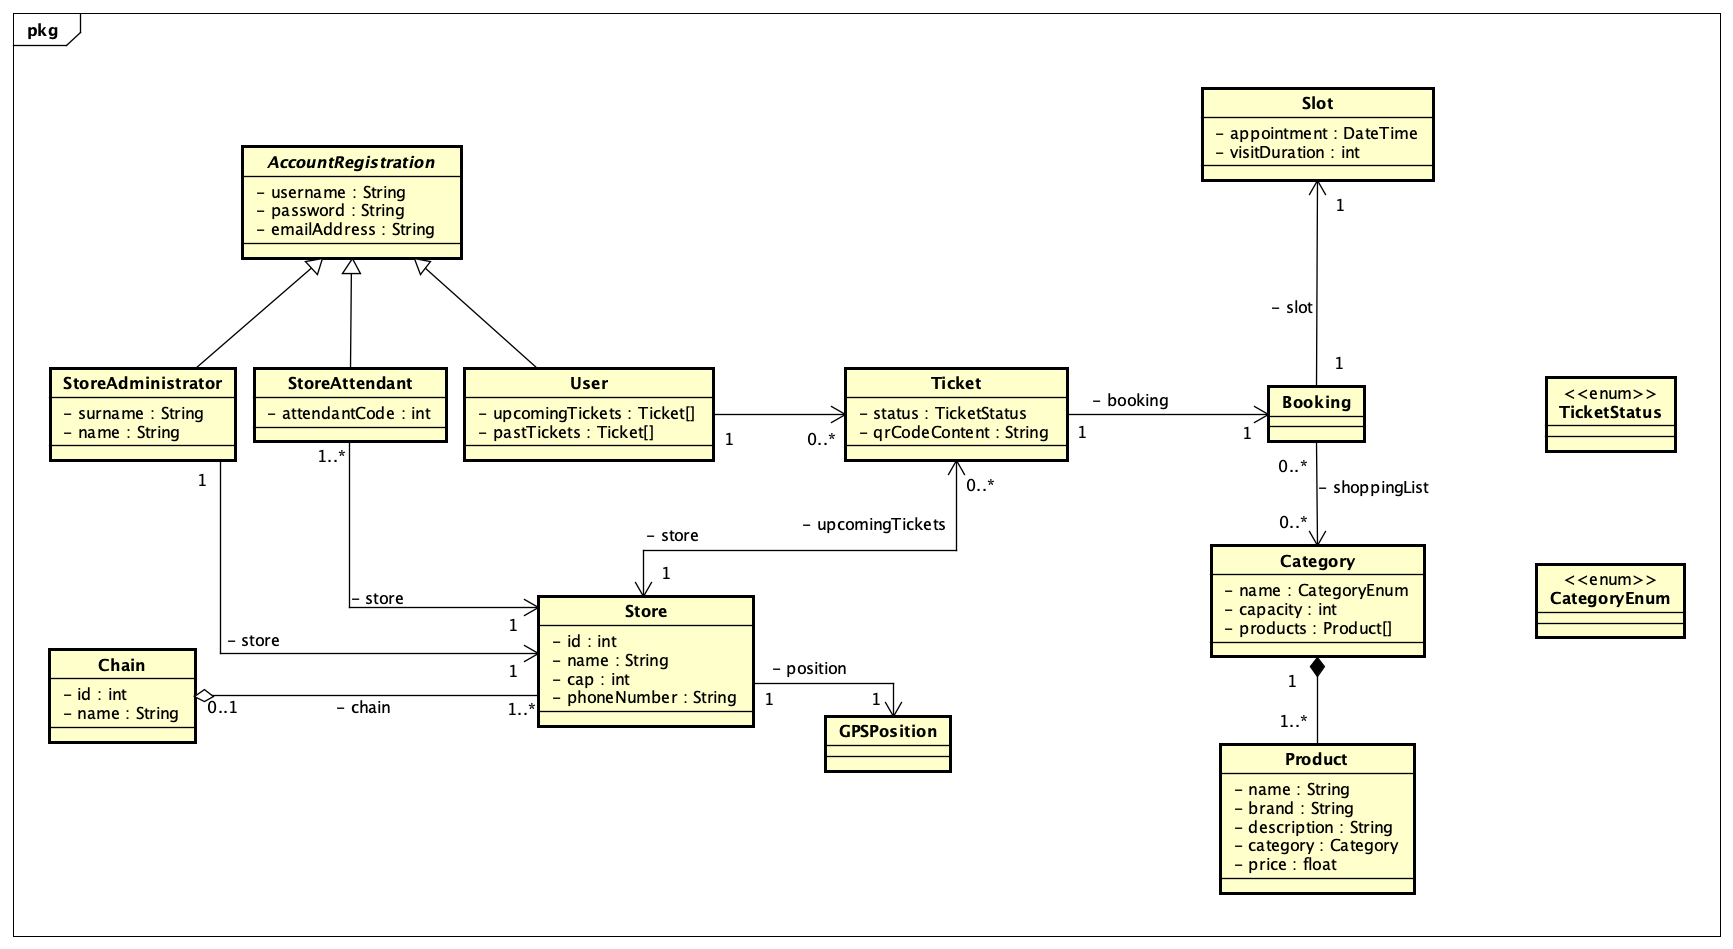 pkg
Slot
- appointment : DateTime
- visitDuration : int
1
- slot
1
AccountRegistration
- username : String
- password : String
- emailAddress : String
StoreAdministrator
- surname : String
- name : String
1
StoreAttendant
- attendantCode : int
1..*
User
- upcomingTickets : Ticket[]
- pastTickets : Ticket[]
1
0..*
Ticket
- status : TicketStatus
- qrCodeContent : String
- booking
1
1
0..*
Booking
0..*
- shoppingList
0..*
<<enum>>
TicketStatus
- upcomingTickets
- store
1
- store
1
- store
1
Store
- id : int
- name : String
- cap : int
- phoneNumber : String
Chain
- id : int
- name : String
0..1
- chain
1..*
- position
1
1
GPSPosition
Category
- name : CategoryEnum
- capacity : int
- products : Product[]
<<enum>>
CategoryEnum
1
1..*
Product
- name : String
- brand : String
- description : String
- category : Category
- price : float